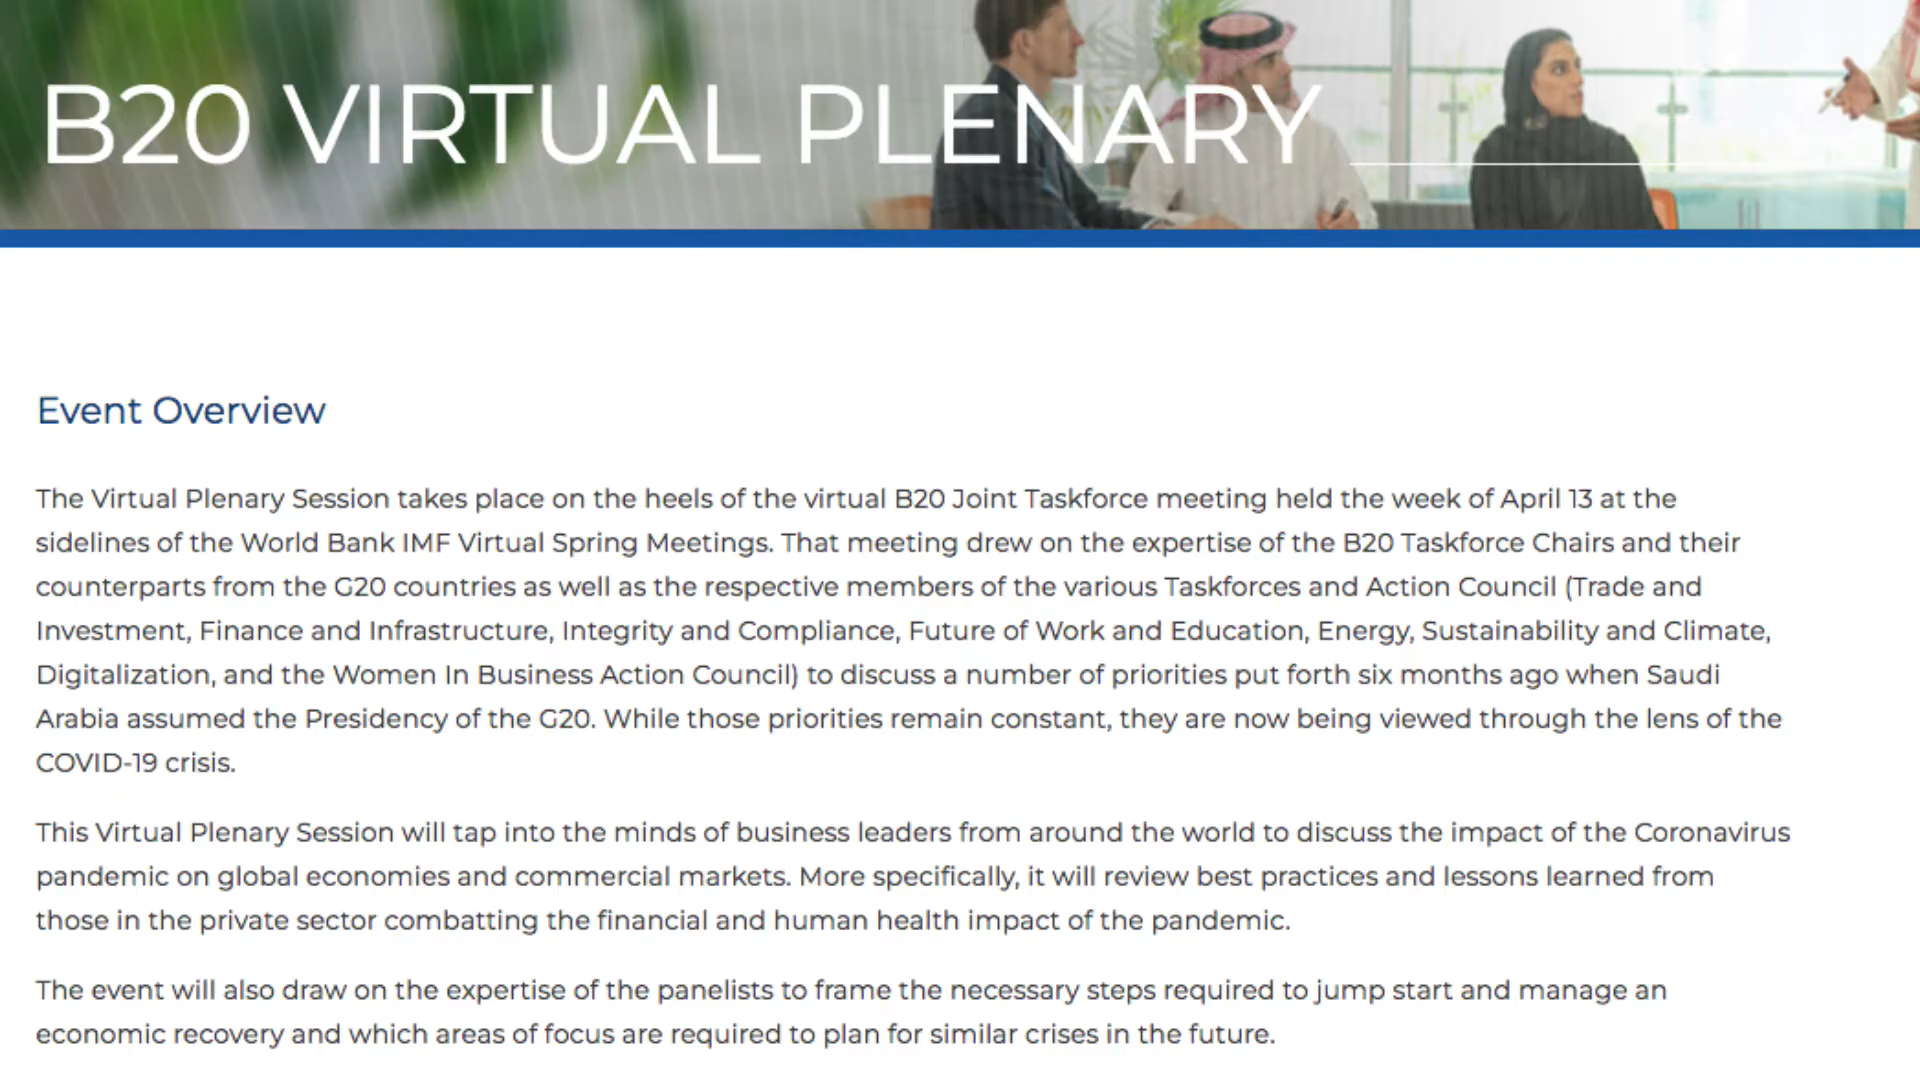 B20 VIRTUAL PLENARY
Event Overview
The Virtual Plenary Session takes place on the heels of the virtual B20 Joint Taskforce meeting held the week of April 13 at the
sidelines of the World Bank IMF Virtual Spring Meetings. That meeting drew on the expertise of the B20 Taskforce Chairs and their
counterparts from the G20 countries as well as the respective members of the various Taskforces and Action Council (Trade and
Investment, Finance and Infrastructure, Integrity and Compliance, Future of Work and Education, Energy, Sustainability and Climate,
Digitalization, and the Women In Business Action Council) to discuss a number of priorities put forth six months ago when Saudi
Arabia assumed the Presidency of the G20. While those priorities remain constant, they are now being viewed through the lens of the
COVID-19 crisis.
This Virtual Plenary Session will tap into the minds of business leaders from around the world to discuss the impact of the Coronavirus
pandemic on global economies and commercial markets. More specifically, it will review best practices and lessons learned from
those in the private sector combatting the financial and human health impact of the pandemic.
The event will also draw on the expertise of the panelists to frame the necessary steps required to jump start and manage an
economic recovery and which areas of focus are required to plan for similar crises in the future.